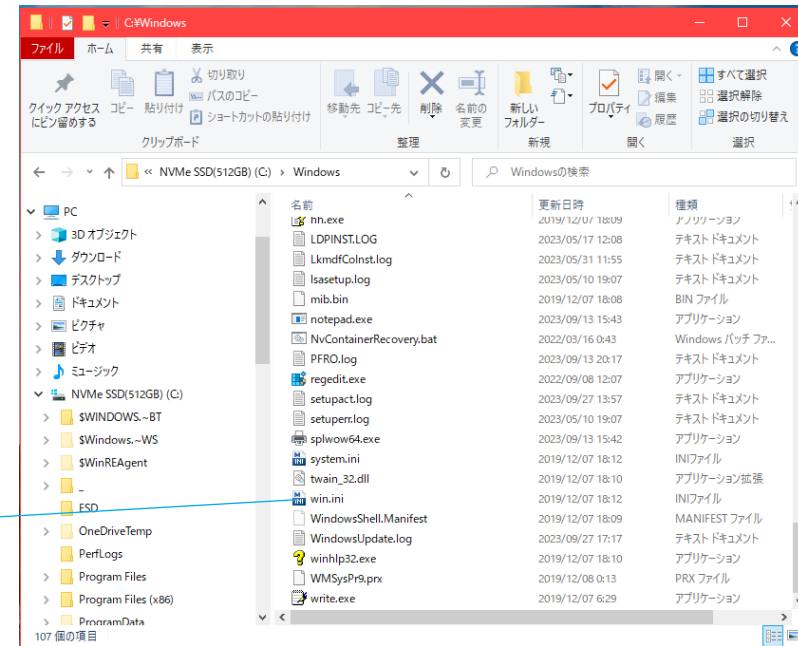 C:¥Windows
ファイル ホーム 共有 表示
クイック アクセス
にピン留めする
コピー
貼り付け
切り取り
パスのコピー
ショートカットの貼り付け
クリップボード
移動先 コピー先 削除 名前の
変更
整理
新しい
フォルダー
新規
プロパティ
開く
編集
履歴
開く
すべて選択
選択解除
選択の切り替え
選択
« NVMe SSD(512GB) (C:) › Windows
Windowsの検索
PC
3D オブジェクト
ダウンロード
デスクトップ
ドキュメント
ピクチャ
ビデオ
ミュージック
NVMe SSD(512GB) (C:)
$WINDOWS.~BT
$Windows.~WS
$WinREAgent
_
ESD
OneDriveTemp
PerfLogs
Program Files
Program Files (x86)
ProgramData
名前 更新日時 種類
hh.exe 2019/12/07 18:09 アプリケーション
LDPINST.LOG 2023/05/17 12:08 テキスト ドキュメント
LkmdfCoInst.log 2023/05/31 11:55 テキスト ドキュメント
lsasetup.log 2023/05/10 19:07 テキスト ドキュメント
mib.bin 2019/12/07 18:08 BIN ファイル
notepad.exe 2023/09/13 15:43 アプリケーション
NvContainerRecovery.bat 2022/03/16 0:43 Windows バッチ ファ...
PFRO.log 2023/09/13 20:17 テキスト ドキュメント
regedit.exe 2022/09/08 12:07 アプリケーション
setupact.log 2023/09/27 13:57 テキスト ドキュメント
setuperr.log 2023/05/10 19:07 テキスト ドキュメント
splwow64.exe 2023/09/13 15:42 アプリケーション
system.ini 2019/12/07 18:12 INIファイル
twain_32.dll 2019/12/07 18:10 アプリケーション拡張
win.ini 2019/12/07 18:12 INIファイル
WindowsShell.Manifest 2019/12/07 18:09 MANIFEST ファイル
WindowsUpdate.log 2023/09/27 17:17 テキスト ドキュメント
winhlp32.exe 2019/12/07 18:10 アプリケーション
WMSysPr9.prx 2019/12/08 0:13 PRX ファイル
write.exe 2019/12/07 6:29 アプリケーション
107 個の項目